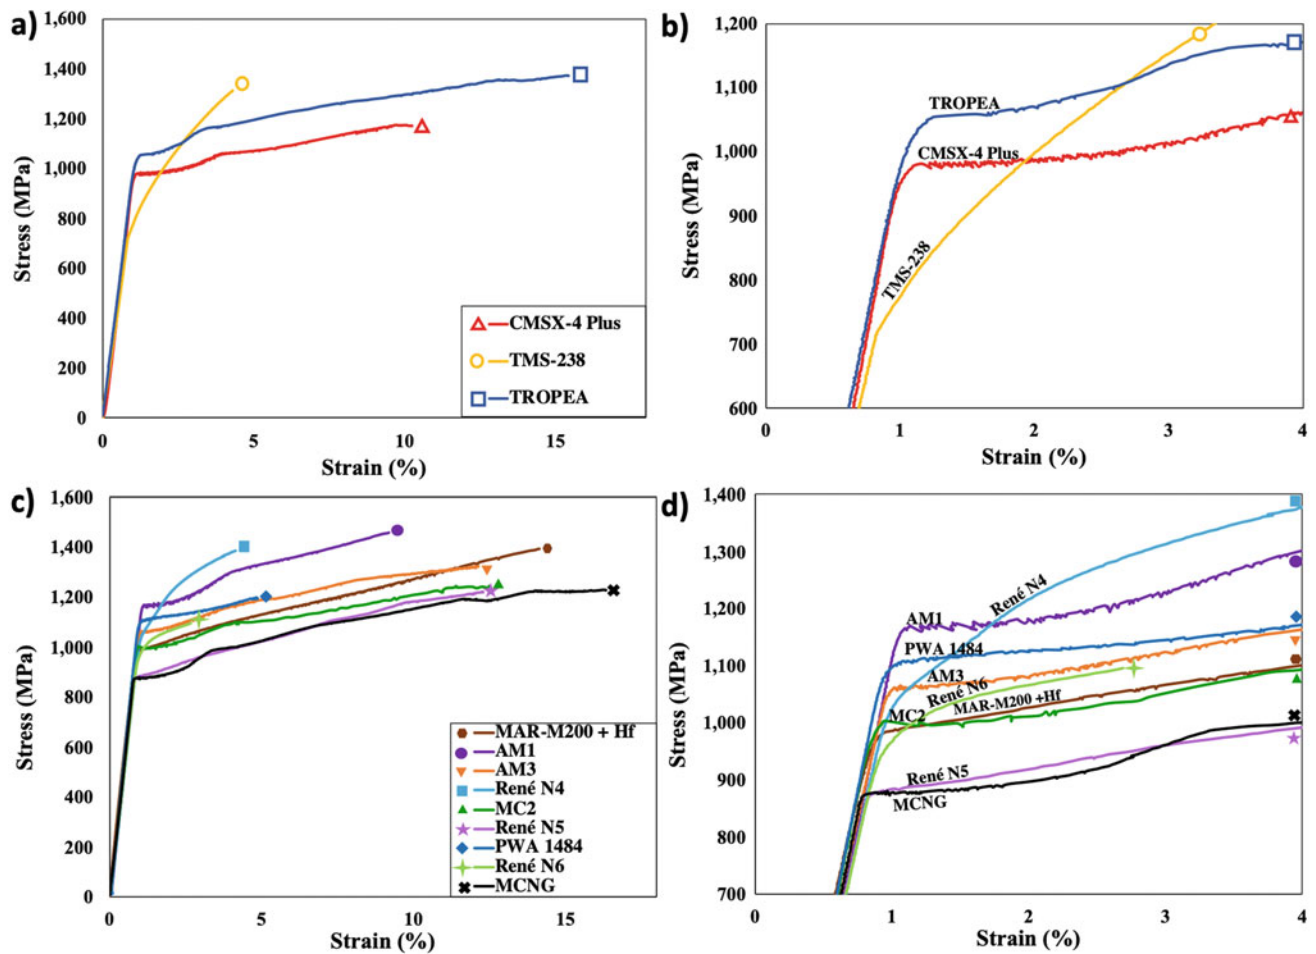 a)
1,600
1,400
1,200
1,000
800
600
400
200
0
Stress (MPa)
CMSX-4 Plus
TMS-238
TROPEA
0
5
10
15
Strain (%)
b)
1,200
1,100
1,000
900
800
700
600
Stress (MPa)
TROPEA
CMSX-4 Plus
TMS-238
0
1
2
3
4
Strain (%)
c)
1,600
1,400
1,200
1,000
800
600
400
200
0
Stress (MPa)
MAR-M200 + Hf
AM1
AM3
René N4
MC2
René N5
PWA 1484
René N6
MCNG
0
5
10
15
Strain (%)
d)
1,400
1,300
1,200
1,100
1,000
900
800
700
Stress (MPa)
René N4
AM1
PWA 1484
AM3
René N6
MAR-M200 +Hf
MC2
René N5
MCNG
0
1
2
3
4
Strain (%)